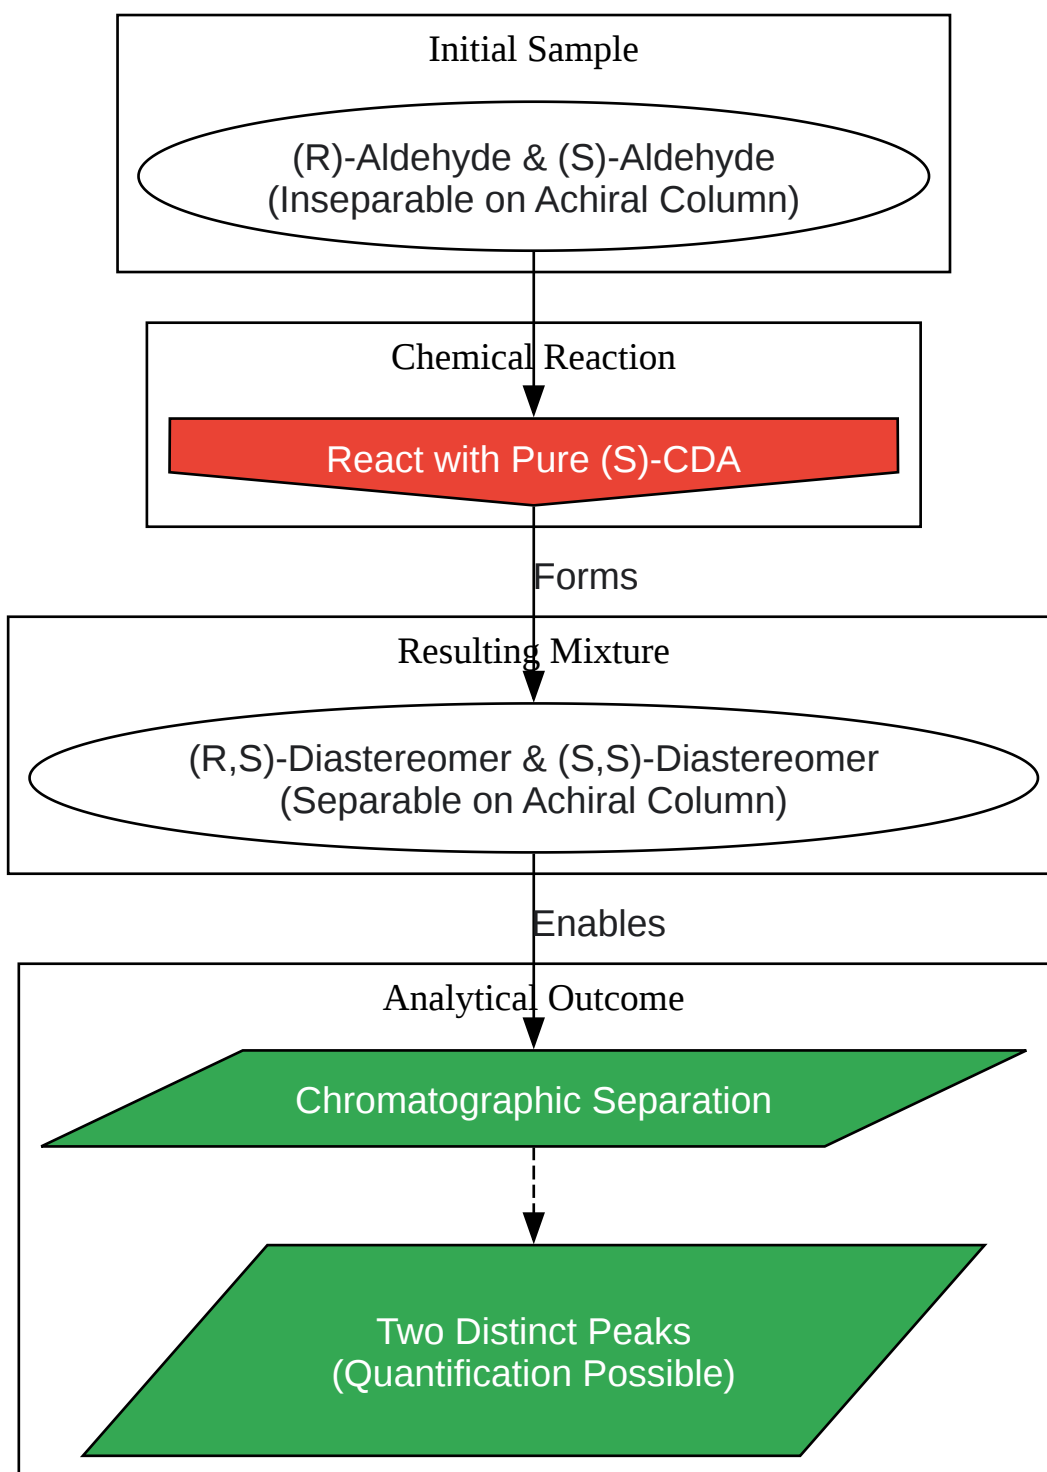 Initial Sample
(R)-Aldehyde & (S)-Aldehyde
(Inseparable on Achiral Column)
Chemical Reaction
React with Pure (S)-CDA
Forms
Resulting Mixture
(R,S)-Diastereomer & (S,S)-Diastereomer
(Separable on Achiral Column)
Enables
Analytical Outcome
Chromatographic Separation
Two Distinct Peaks
(Quantification Possible)